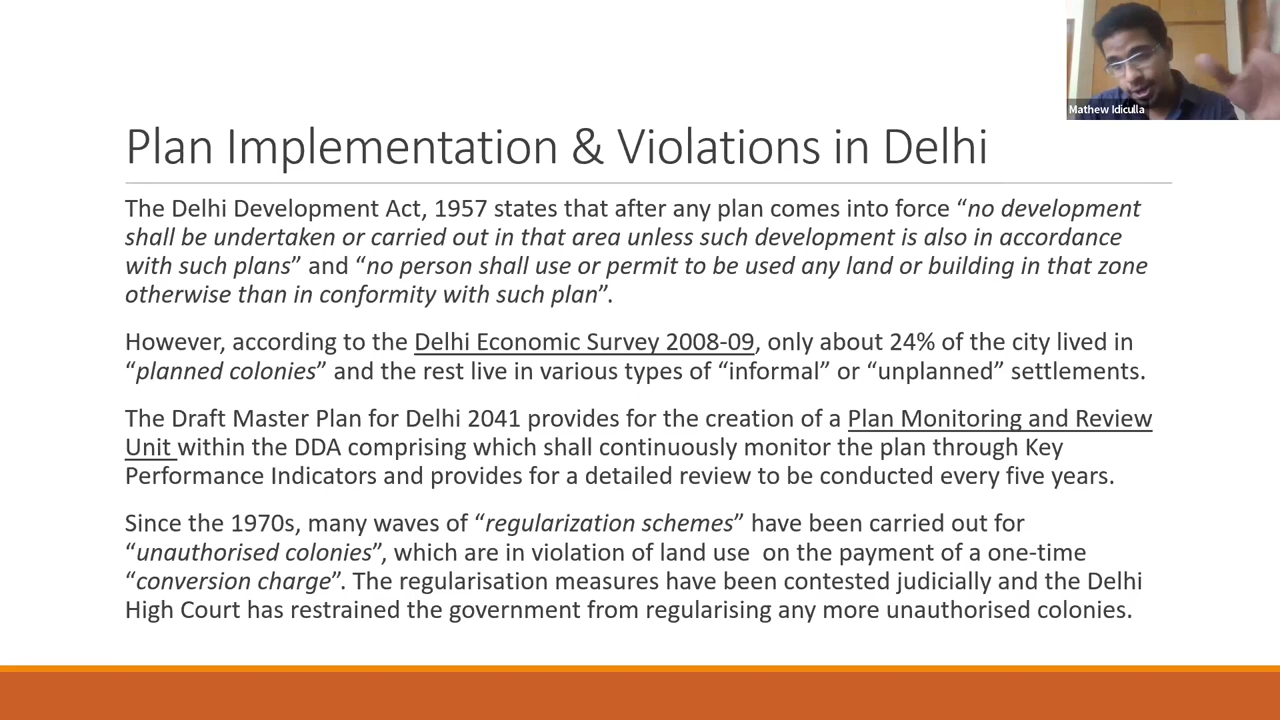 Mathew Idiculla
Plan Implementation & Violations in Delhi
The Delhi Development Act, 1957 states that after any plan comes into force “no development
shall be undertaken or carried out in that area unless such development is also in accordance
with such plans” and “no person shall use or permit to be used any land or building in that zone
otherwise than in conformity with such plan”.
However, according to the Delhi Economic Survey 2008-09, only about 24% of the city lived in
“planned colonies” and the rest live in various types of “informal” or “unplanned” settlements.
The Draft Master Plan for Delhi 2041 provides for the creation of a Plan Monitoring and Review
Unit within the DDA comprising which shall continuously monitor the plan through Key
Performance Indicators and provides for a detailed review to be conducted every five years.
Since the 1970s, many waves of “regularization schemes” have been carried out for
“unauthorised colonies”, which are in violation of land use  on the payment of a one-time
“conversion charge”. The regularisation measures have been contested judicially and the Delhi
High Court has restrained the government from regularising any more unauthorised colonies.